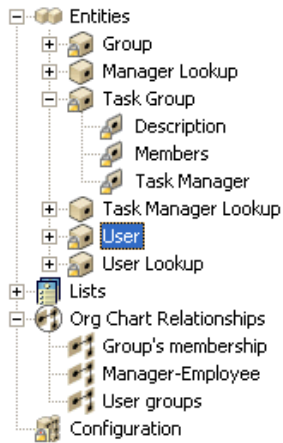 Entities
Group
Manager Lookup
Task Group
Description
Members
Task Manager
Task Manager Lookup
User
User Lookup
Lists
Org Chart Relationships
Group's membership
Manager-Employee
User groups
Configuration